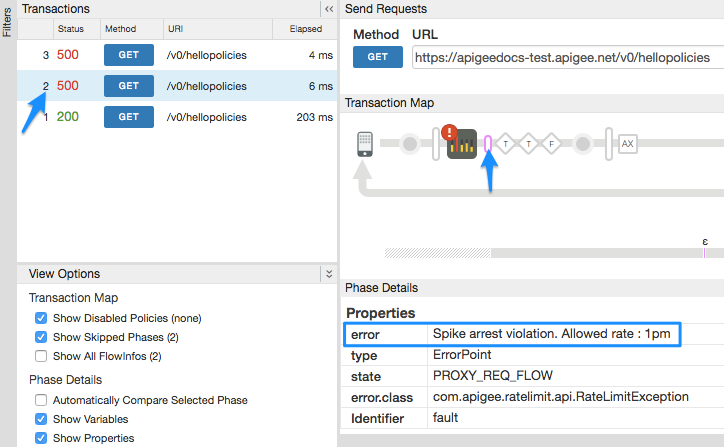 Filters
Transactions
<<
Status Method URI Elapsed
3 500 GET /v0/hellopolicies 4 ms
2 500 GET /v0/hellopolicies 6 ms
1 200 GET /v0/hellopolicies 203 ms
View Options
Transaction Map
Show Disabled Policies (none)
Show Skipped Phases (2)
Show All FlowInfos (2)
Phase Details
Automatically Compare Selected Phase
Show Variables
Show Properties
Send Requests
Method URL
GET https://apigeedocs-test.apigee.net/v0/hellopolicies
Transaction Map
! T T F AX
ε
Phase Details
Properties
error Spike arrest violation. Allowed rate : 1pm
type ErrorPoint
state PROXY_REQ_FLOW
error.class com.apigee.ratelimit.api.RateLimitException
Identifier fault